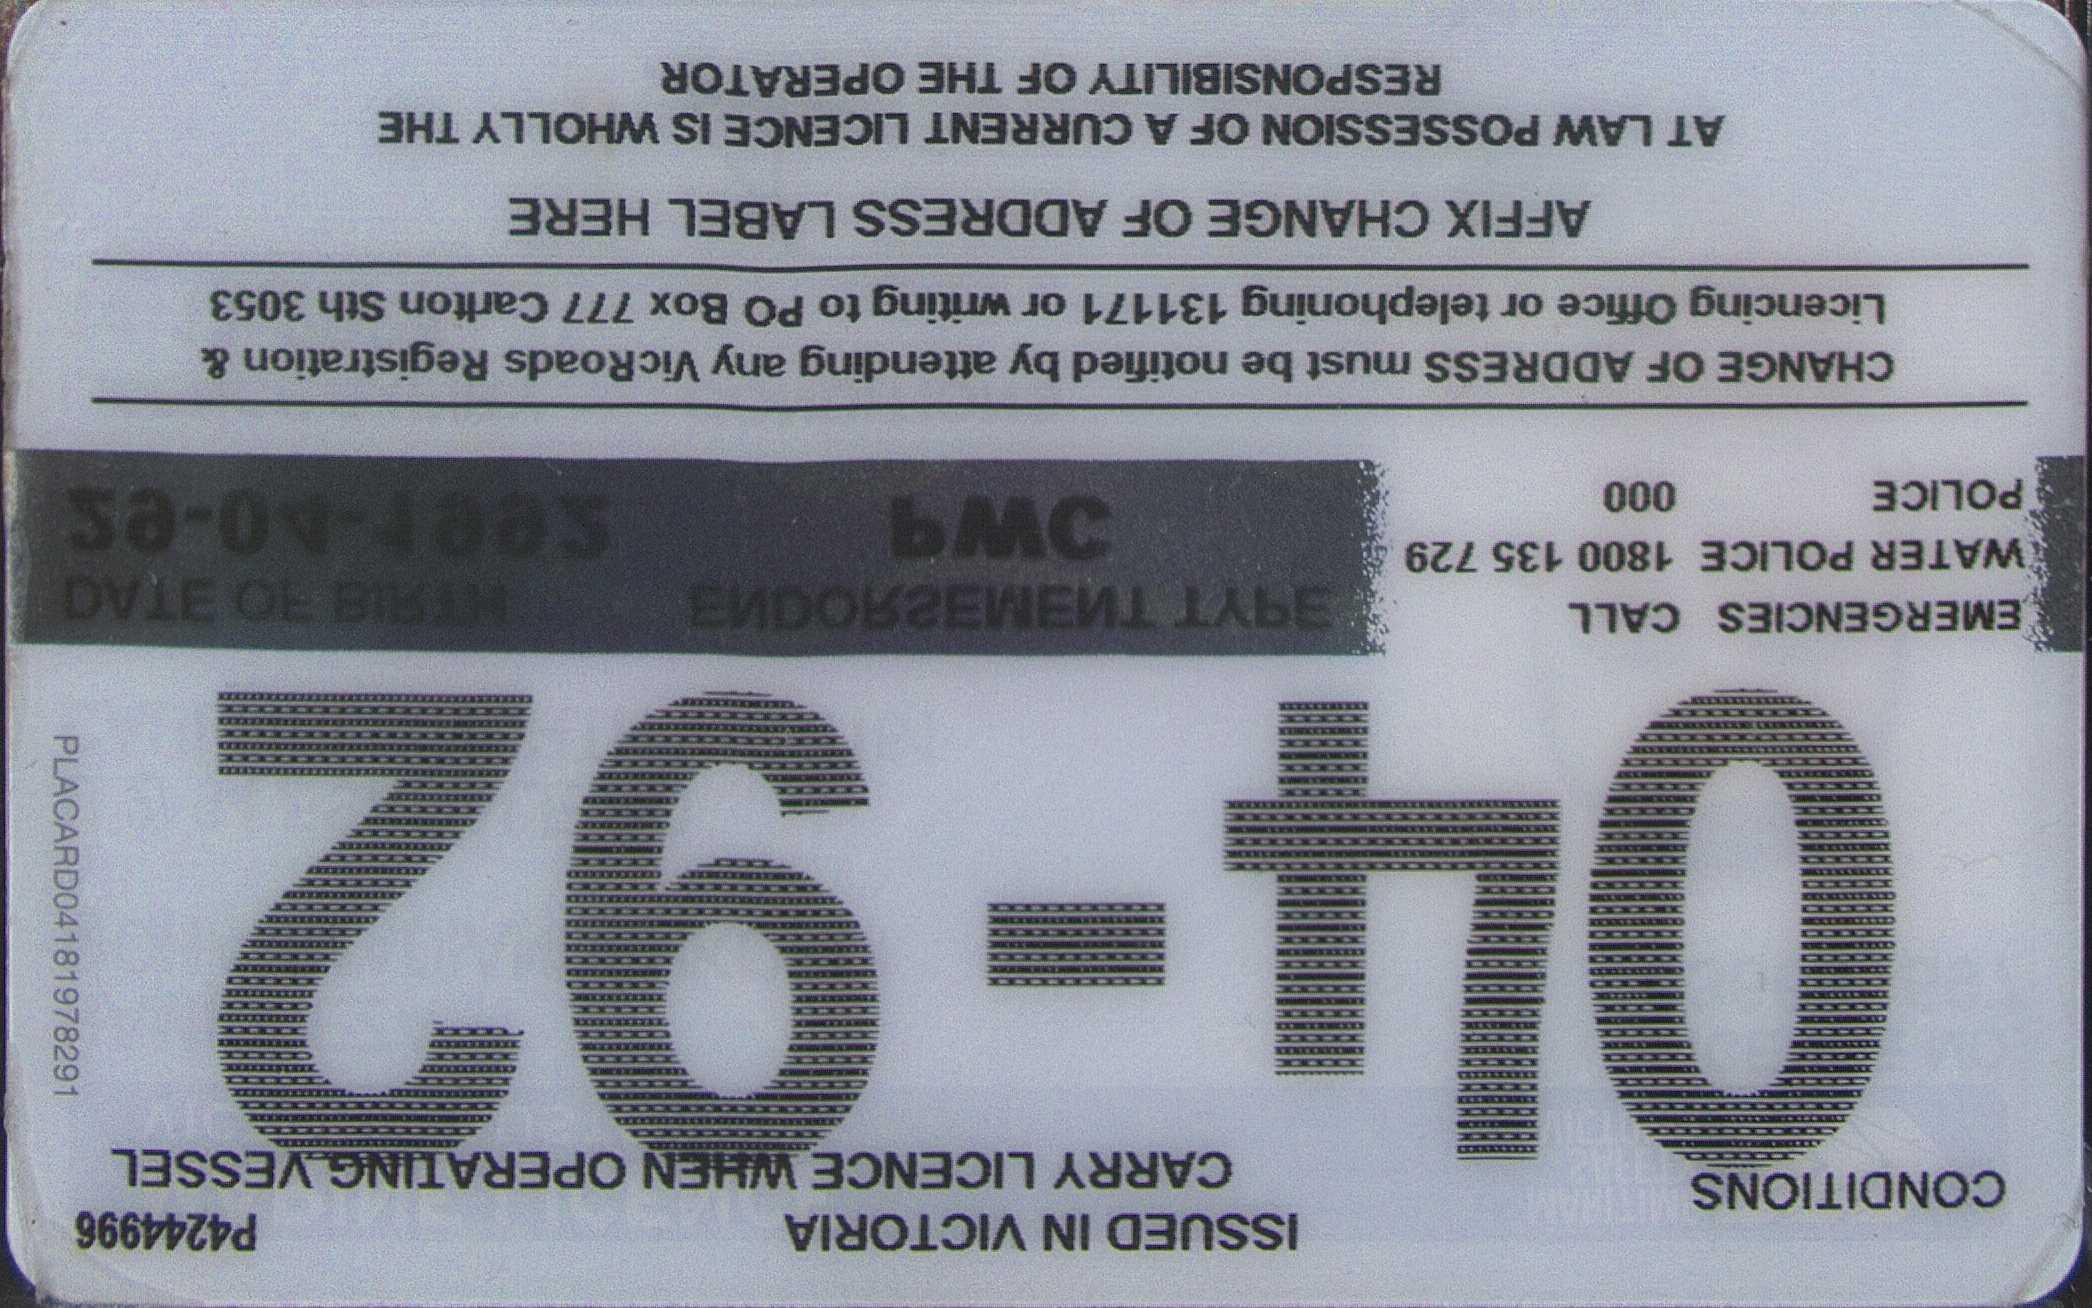 ISSUED IN VICTORIA
P4244996
CONDITIONS
CARRY LICENCE WHEN OPERATING VESSEL
04-92
PLACARD04181978291
EMERGENCIES CALL
WATER POLICE 1800 135 729
POLICE 000
ENDORSEMENT TYPE
PWC
DATE OF BIRTH
29-04-1992
CHANGE OF ADDRESS must be notified by attending any VicRoads Registration &
Licencing Office or telephoning 131171 or writing to PO Box 777 Carlton Sth 3053
AFFIX CHANGE OF ADDRESS LABEL HERE
AT LAW POSSESSION OF A CURRENT LICENCE IS WHOLLY THE
RESPONSIBILITY OF THE OPERATOR